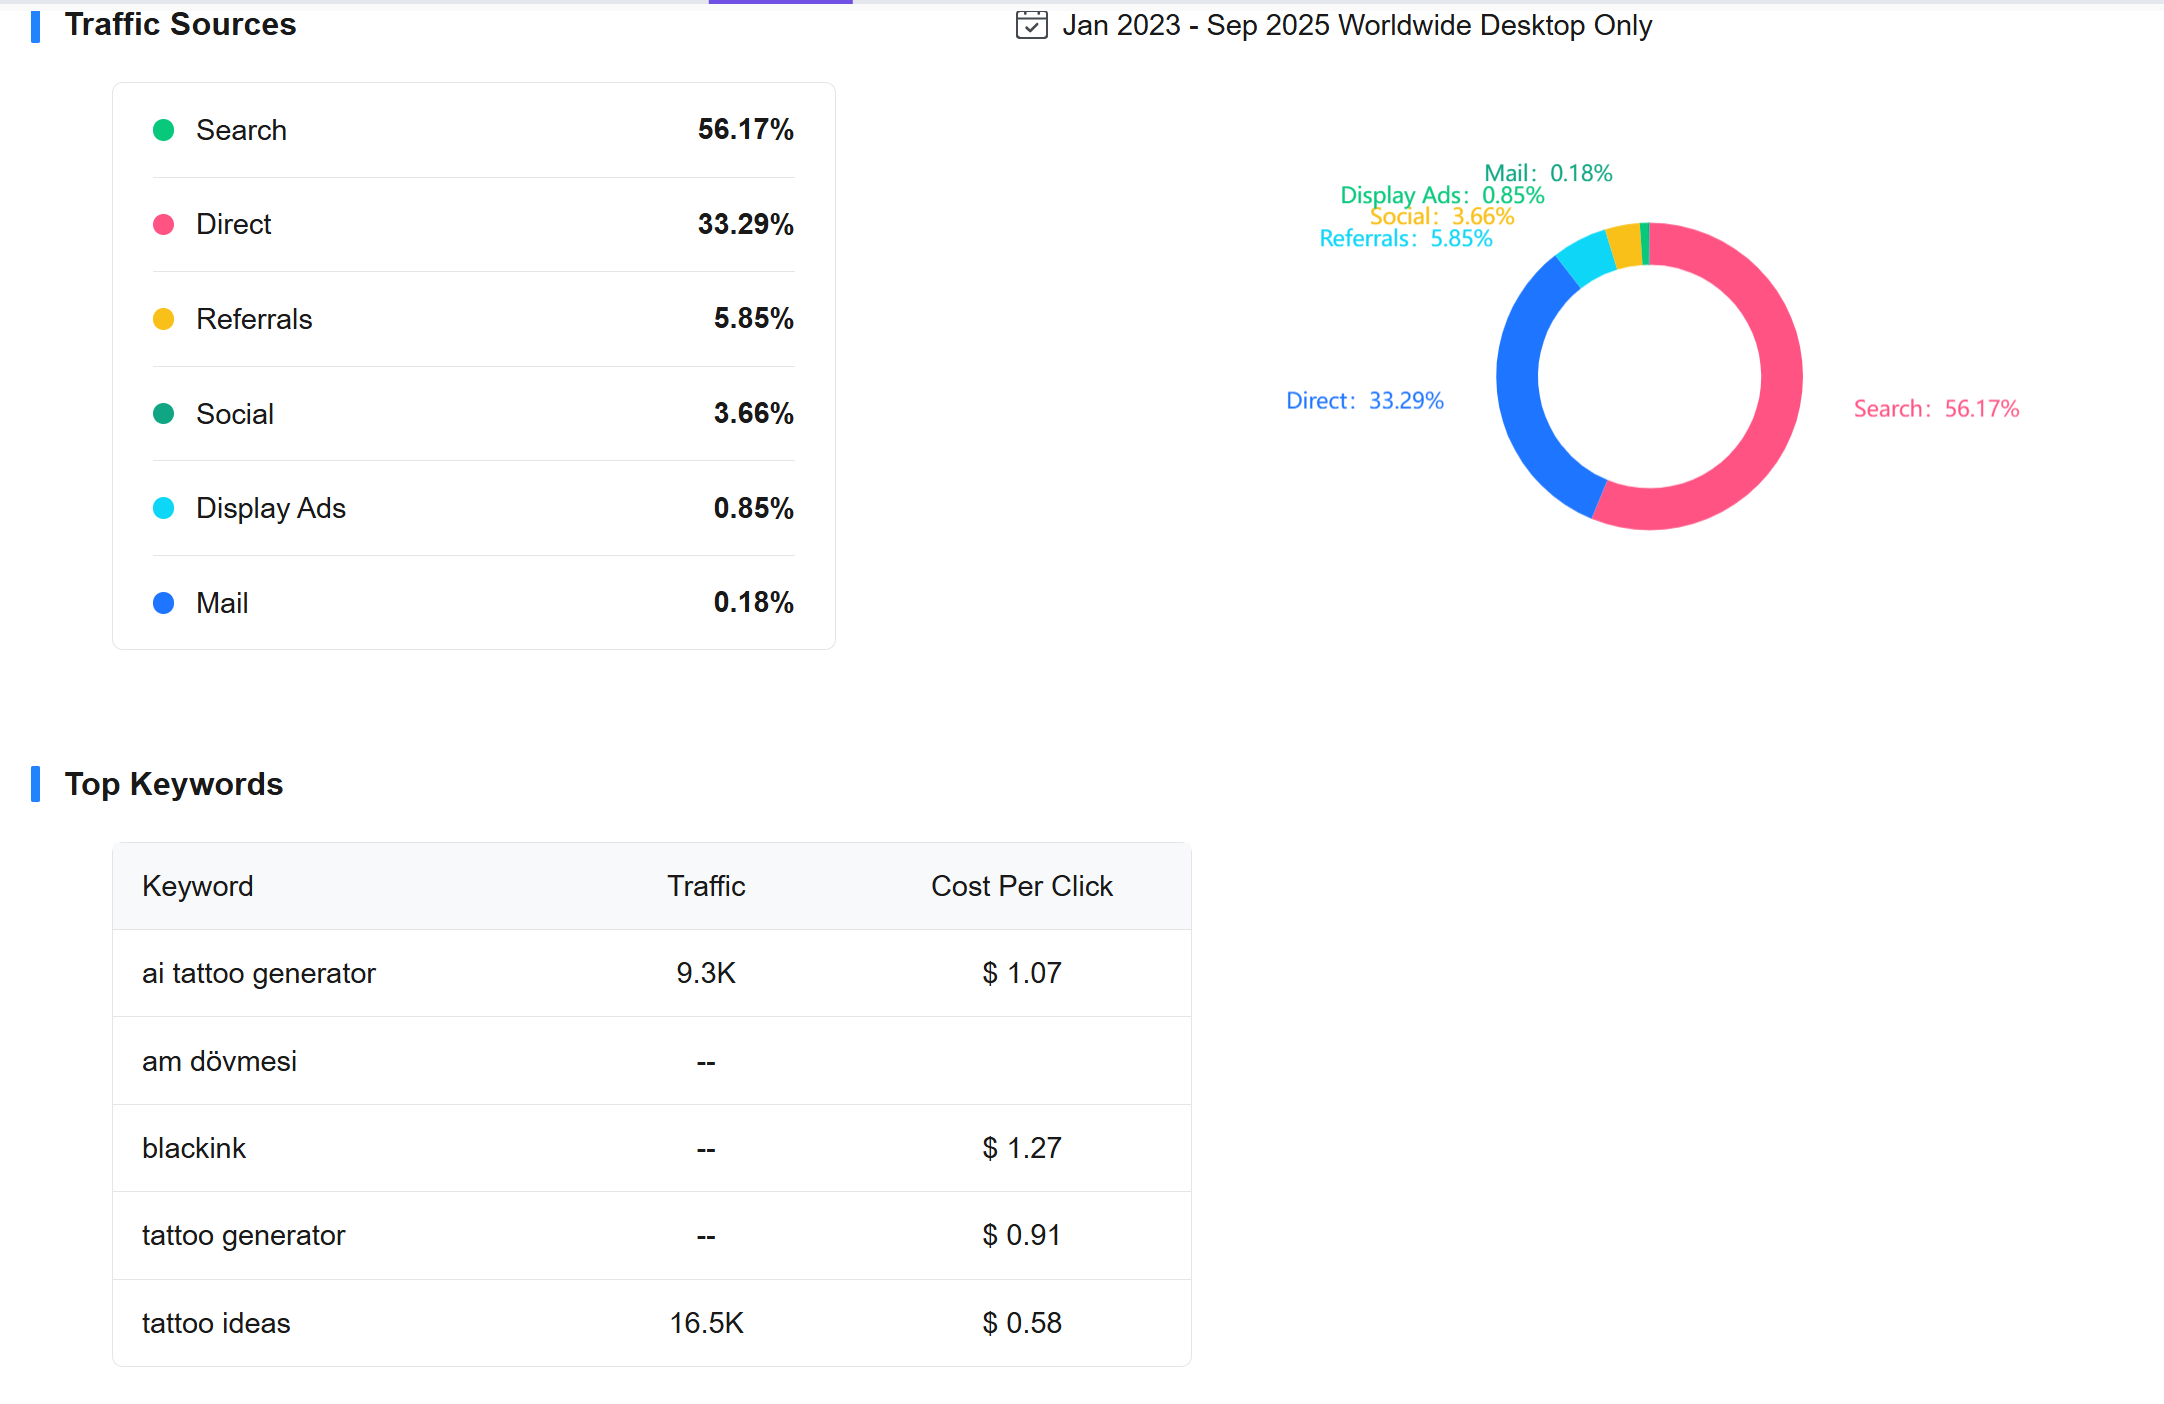 Traffic Sources
Jan 2023 - Sep 2025 Worldwide Desktop Only
Search 56.17%
Direct 33.29%
Referrals 5.85%
Social 3.66%
Display Ads 0.85%
Mail 0.18%
Mail: 0.18%
Display Ads: 0.85%
Social: 3.66%
Referrals: 5.85%
Direct: 33.29%
Search: 56.17%
Top Keywords
Keyword Traffic Cost Per Click
ai tattoo generator 9.3K $ 1.07
am dövmesi --
blackink -- $ 1.27
tattoo generator -- $ 0.91
tattoo ideas 16.5K $ 0.58